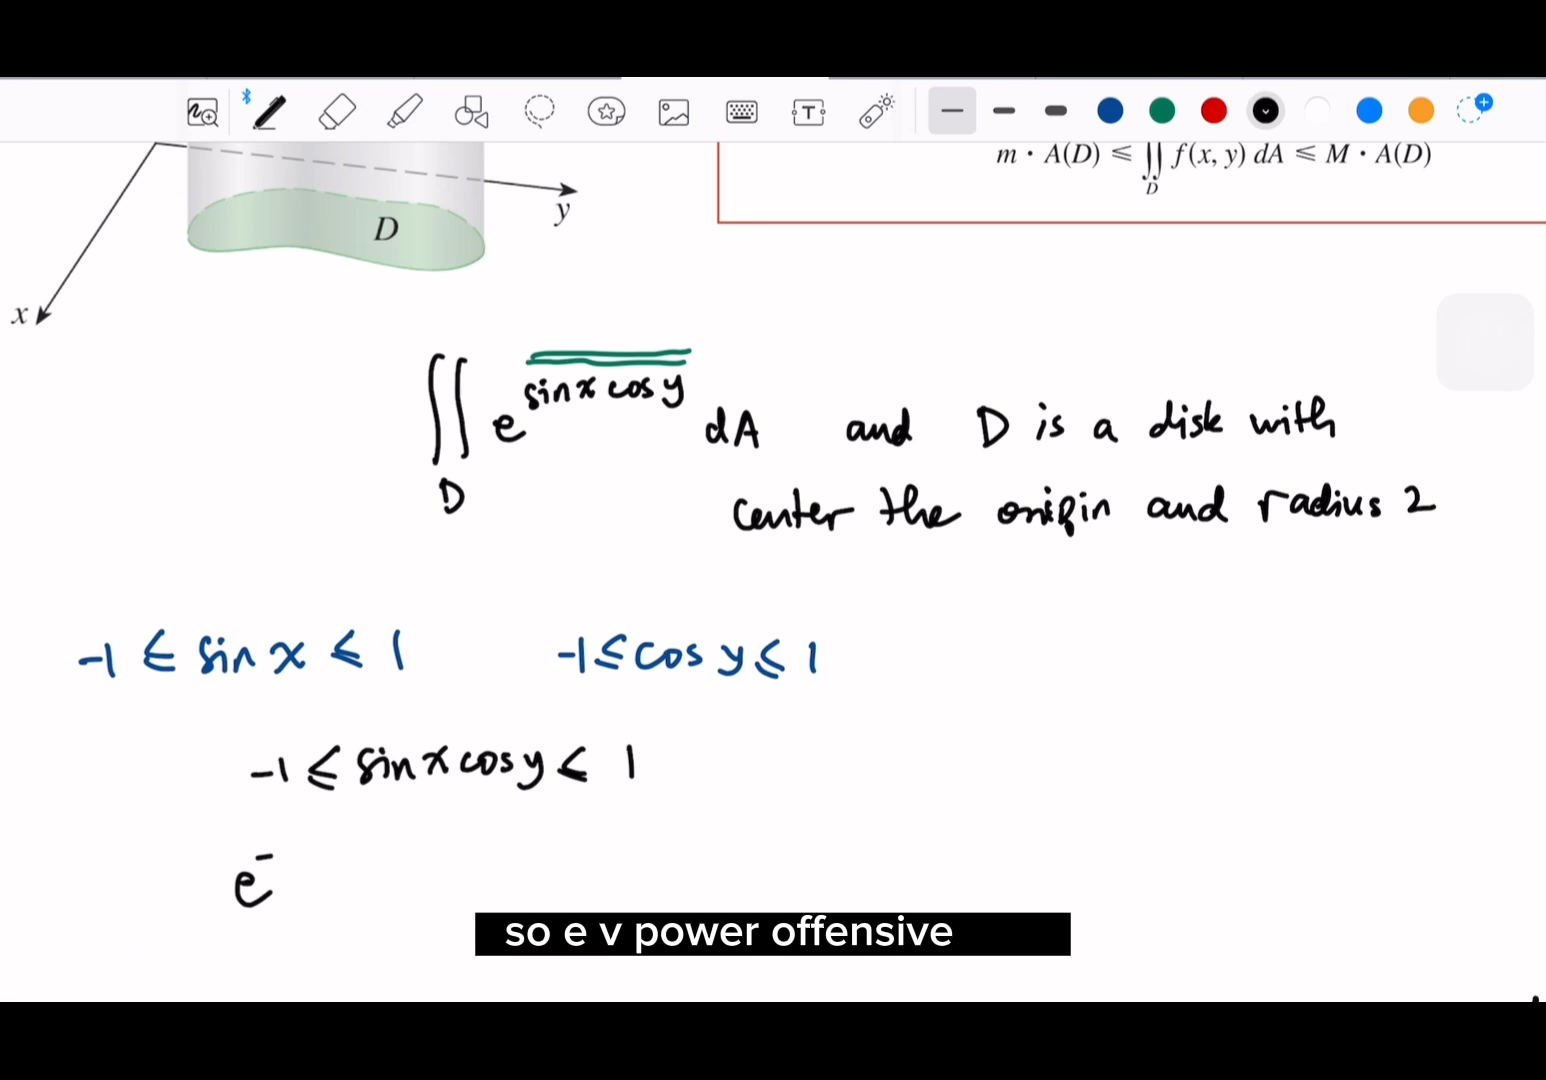 T
m · A(D) ⩽ ∬ f(x, y) dA ⩽ M · A(D)
D
D
y
x
∬ e^{sin x cos y} dA and D is a disk with
D
center the origin and radius 2
-1 ≤ sin x ≤ 1 -1 ≤ cos y ≤ 1
-1 ≤ sin x cos y ≤ 1
e^-
so e v power offensive